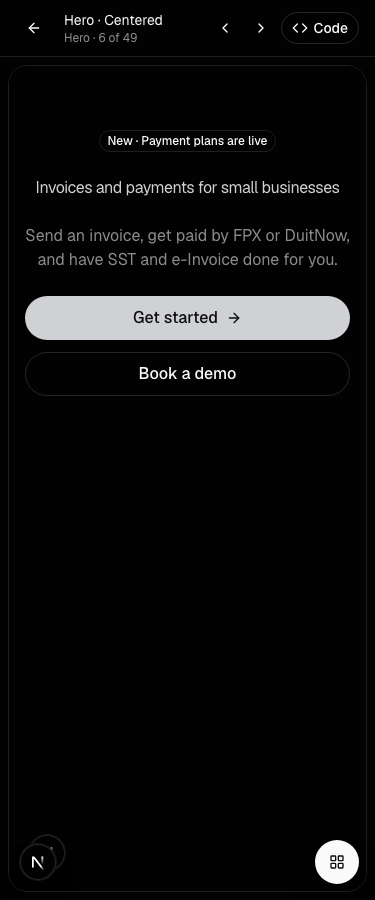 Hero · Centered
Hero · 6 of 49
Code
New · Payment plans are live
Invoices and payments for small businesses
Send an invoice, get paid by FPX or DuitNow,
and have SST and e-Invoice done for you.
Get started
Book a demo
N